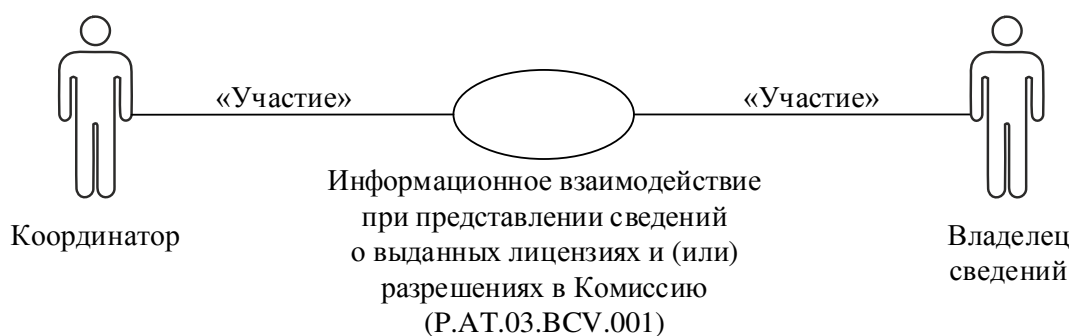 «Участие»
«Участие»
Координатор
Информационное взаимодействие
при представлении сведений
о выданных лицензиях и (или)
разрешениях в Комиссию
(P.AT.03.BCV.001)
Владелец
сведений